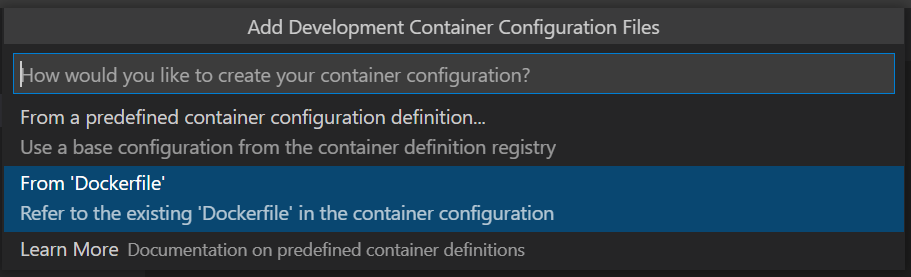 Add Development Container Configuration Files
How would you like to create your container configuration?
From a predefined container configuration definition...
Use a base configuration from the container definition registry
From 'Dockerfile'
Refer to the existing 'Dockerfile' in the container configuration
Learn More Documentation on predefined container definitions